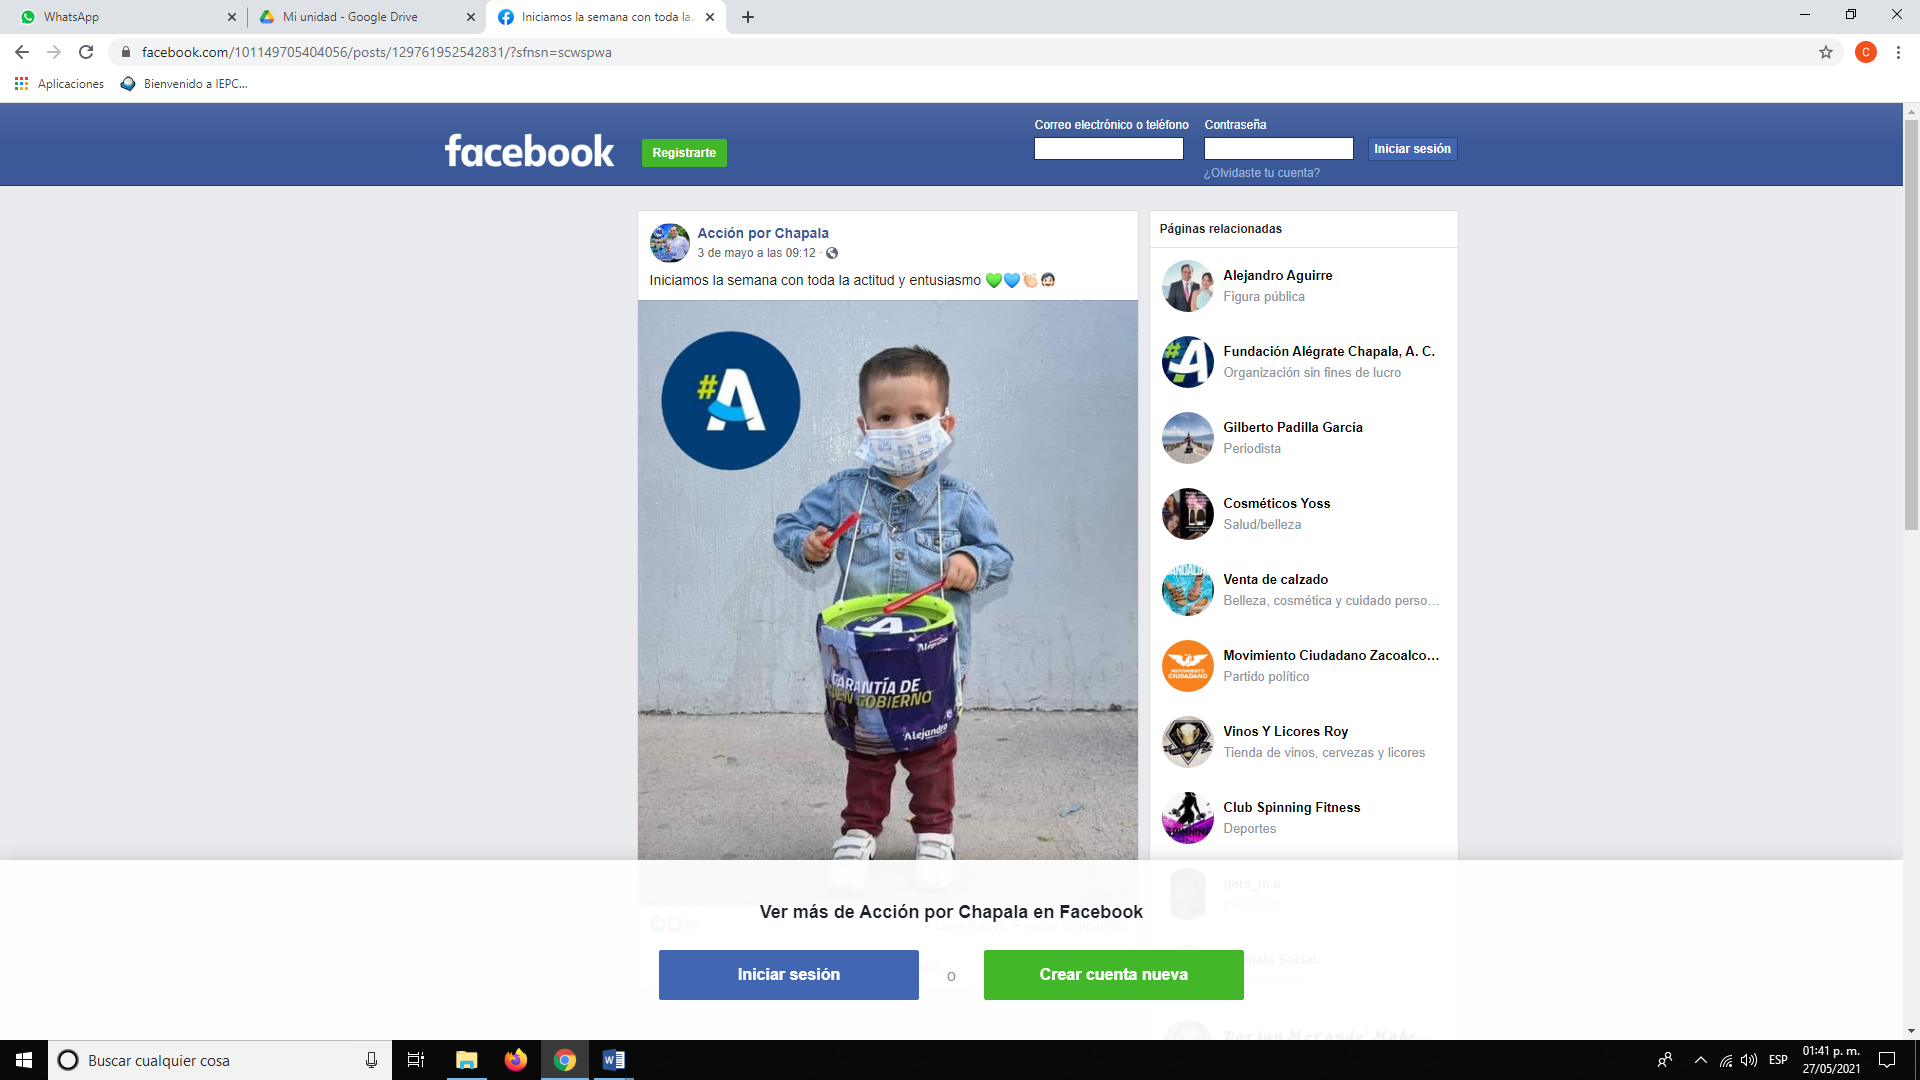 WhatsApp
Mi unidad - Google Drive
Iniciamos la semana con toda la
facebook.com/101149705404056/posts/129761952542831/?sfnsn=scwspwa
C
Aplicaciones
Bienvenido a IEPC...
facebook
Registrarte
Correo electrónico o teléfono
Contraseña
Iniciar sesión
¿Olvidaste tu cuenta?
Acción por Chapala
3 de mayo a las 09:12 ·
Iniciamos la semana con toda la actitud y entusiasmo 💚💙👏🏻🧑🏻
#A
A
Alégrate
GARANTÍA DE
BUEN GOBIERNO
Alejandro
Páginas relacionadas
Alejandro Aguirre
Figura pública
#A
Fundación Alégrate Chapala, A. C.
Organización sin fines de lucro
Gilberto Padilla García
Periodista
Cosméticos Yoss
Salud/belleza
Venta de calzado
Belleza, cosmética y cuidado perso...
MOVIMIENTO
CIUDADANO
Movimiento Ciudadano Zacoalco...
Partido político
Vinos Y Licores Roy
Tienda de vinos, cervezas y licores
SPINNING
Club Spinning Fitness
Deportes
gera_m.e
Ver más de Acción por Chapala en Facebook
Iniciar sesión
o
Crear cuenta nueva
Buscar cualquier cosa
ESP
01:41 p. m.
27/05/2021